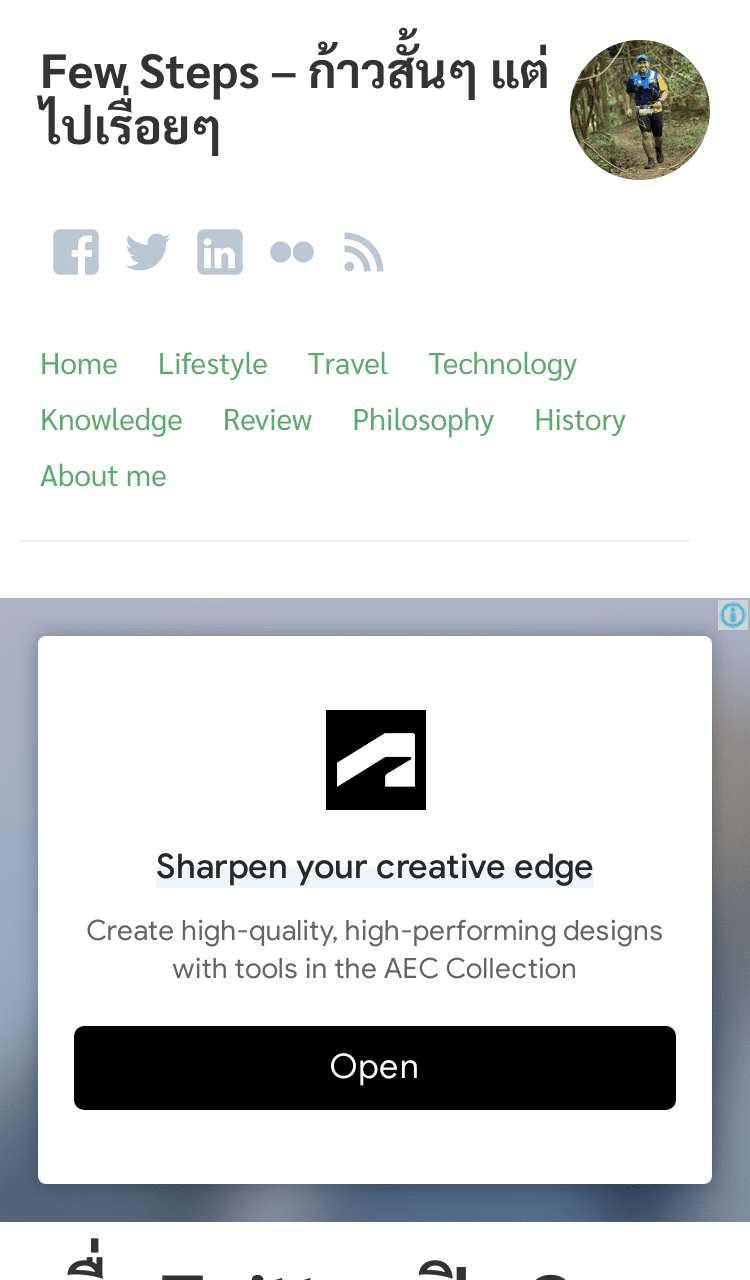 Few Steps – ก้าวสั้นๆ แต่
ไปเรื่อยๆ
Home Lifestyle Travel Technology
Knowledge Review Philosophy History
About me
Sharpen your creative edge
Create high-quality, high-performing designs
with tools in the AEC Collection
Open